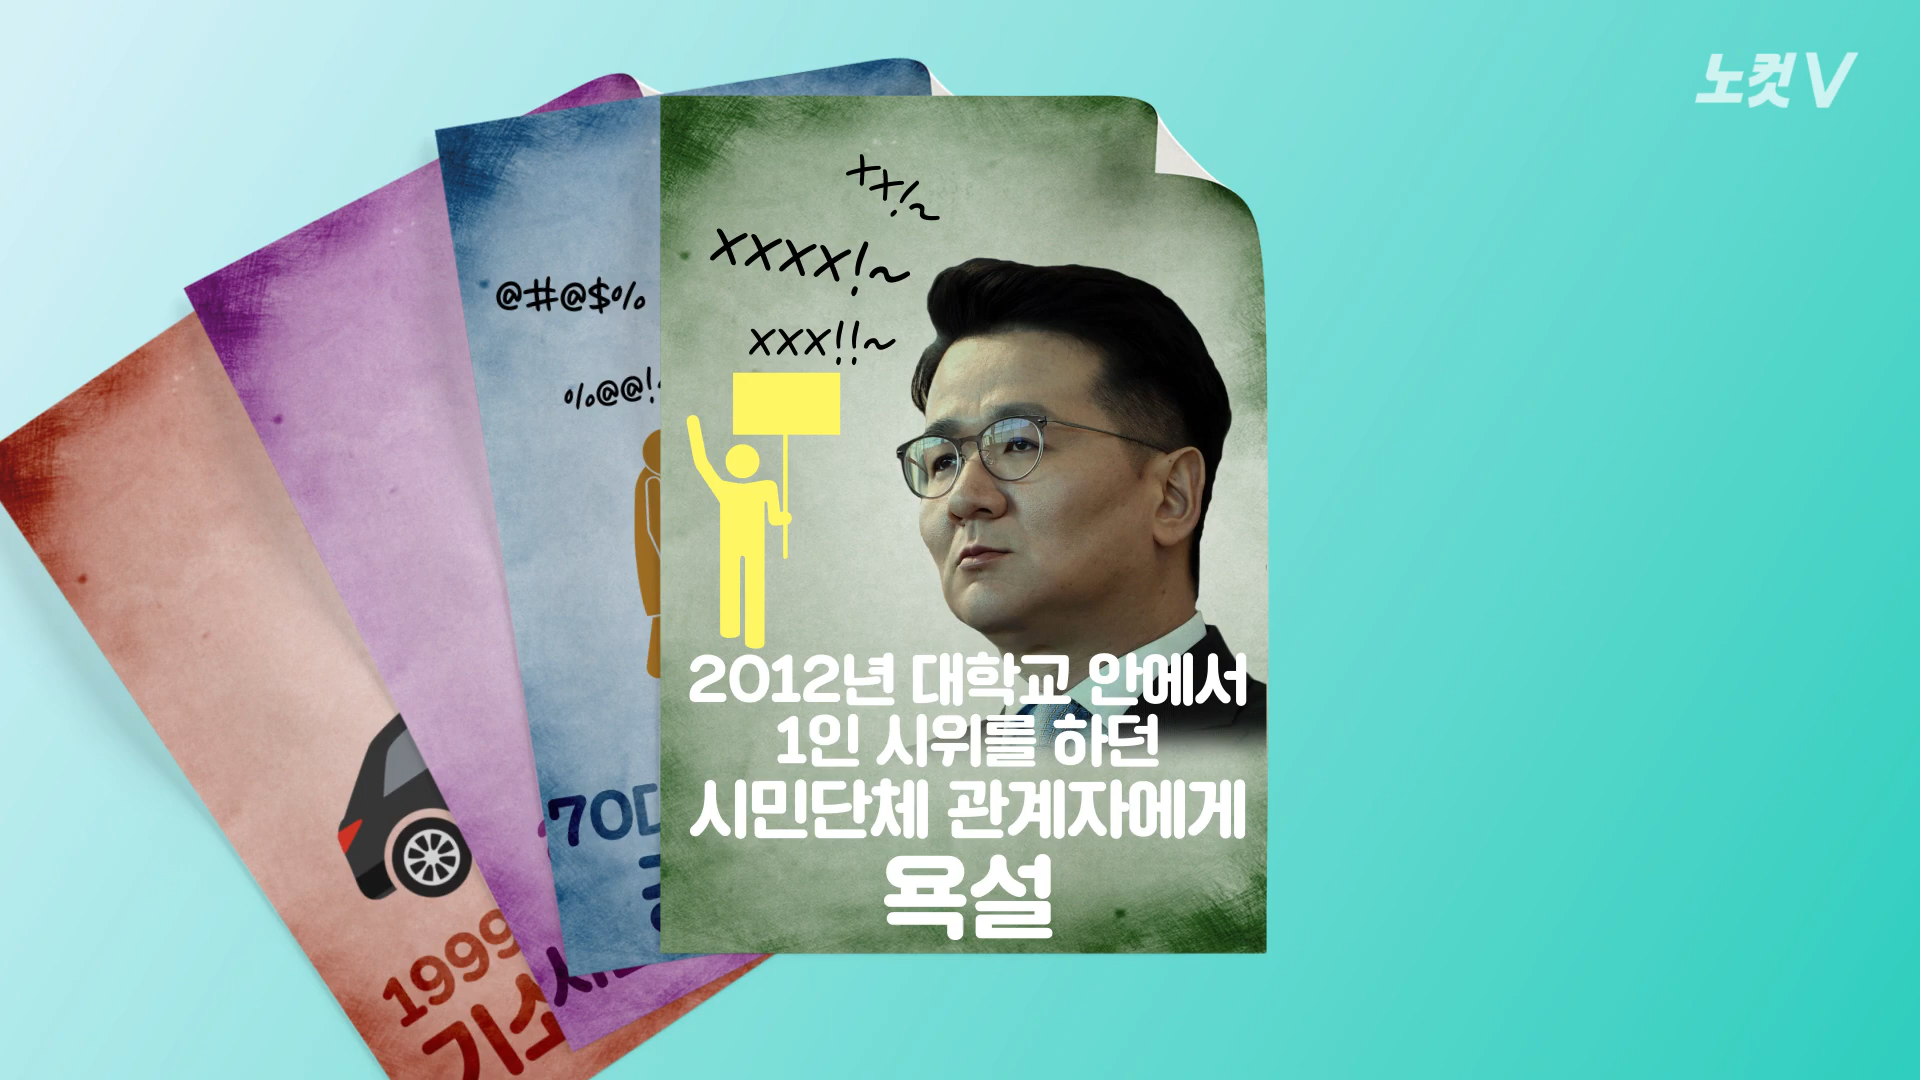 노컷V
xx!~
xxxx!~
xxx!!~
@#@$%
%@@!
2012년 대학교 안에서
1인 시위를 하던
시민단체 관계자에게
욕설
1999